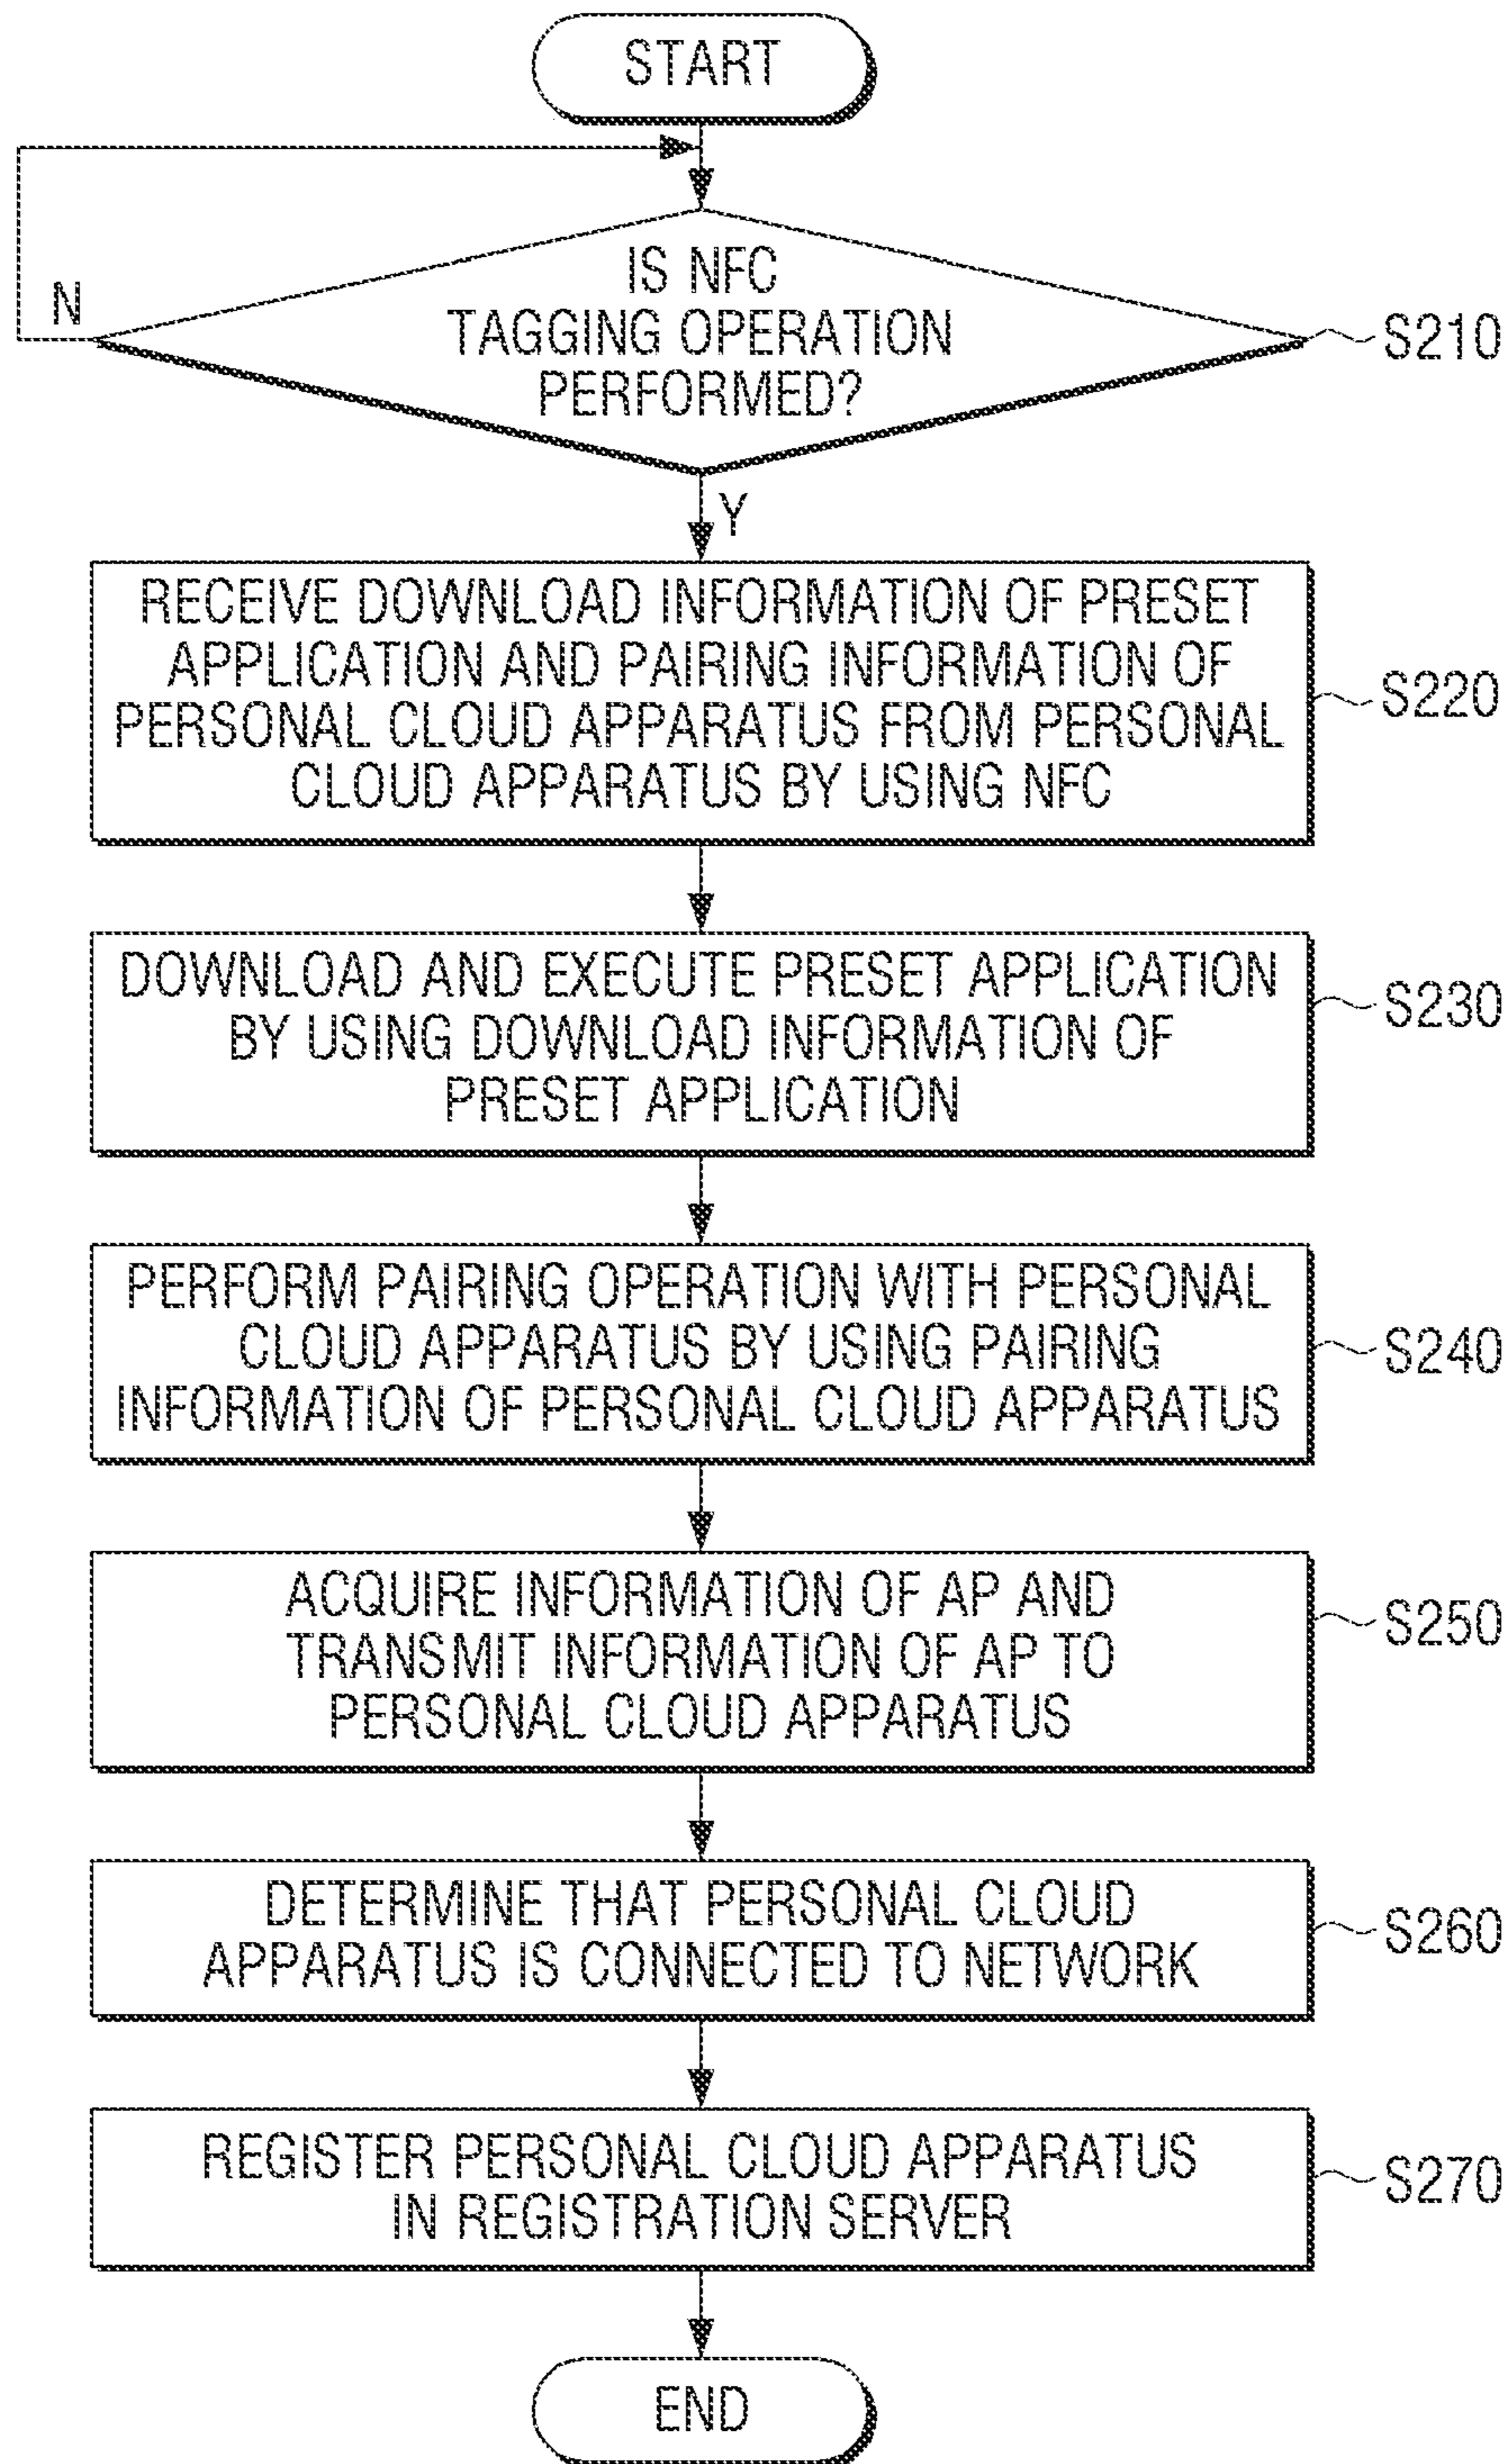 START
IS NFC
N
TAGGING OPERATION
S210
PERFORMED?
Y
RECEIVE DOWNLOAD INFORMATION OF PRESET
APPLICATION AND PAIRING INFORMATION OF
PERSONAL CLOUD APPARATUS FROM PERSONAL
CLOUD APPARATUS BY USING NFC
S220
DOWNLOAD AND EXECUTE PRESET APPLICATION
BY USING DOWNLOAD INFORMATION OF
PRESET APPLICATION
S230
PERFORM PAIRING OPERATION WITH PERSONAL
CLOUD APPARATUS BY USING PAIRING
INFORMATION OF PERSONAL CLOUD APPARATUS
S240
ACQUIRE INFORMATION OF AP AND
TRANSMIT INFORMATION OF AP TO
PERSONAL CLOUD APPARATUS
S250
DETERMINE THAT PERSONAL CLOUD
APPARATUS IS CONNECTED TO NETWORK
S260
REGISTER PERSONAL CLOUD APPARATUS
IN REGISTRATION SERVER
S270
END